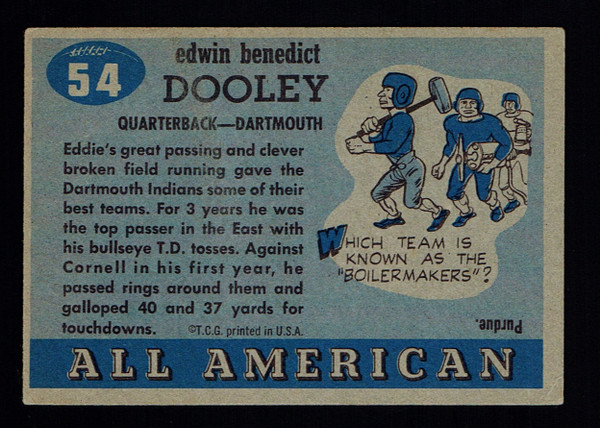 54
edwin benedict
DOOLEY
QUARTERBACK—DARTMOUTH
Eddie's great passing and clever
broken field running gave the
Dartmouth Indians some of their
best teams. For 3 years he was
the top passer in the East with
his bullseye T.D. tosses. Against
Cornell in his first year, he
passed rings around them and
galloped 40 and 37 yards for
touchdowns.
©T.C.G. printed in U.S.A.
WHICH TEAM IS
KNOWN AS THE
"BOILERMAKERS"?
Purdue.
ALL AMERICAN